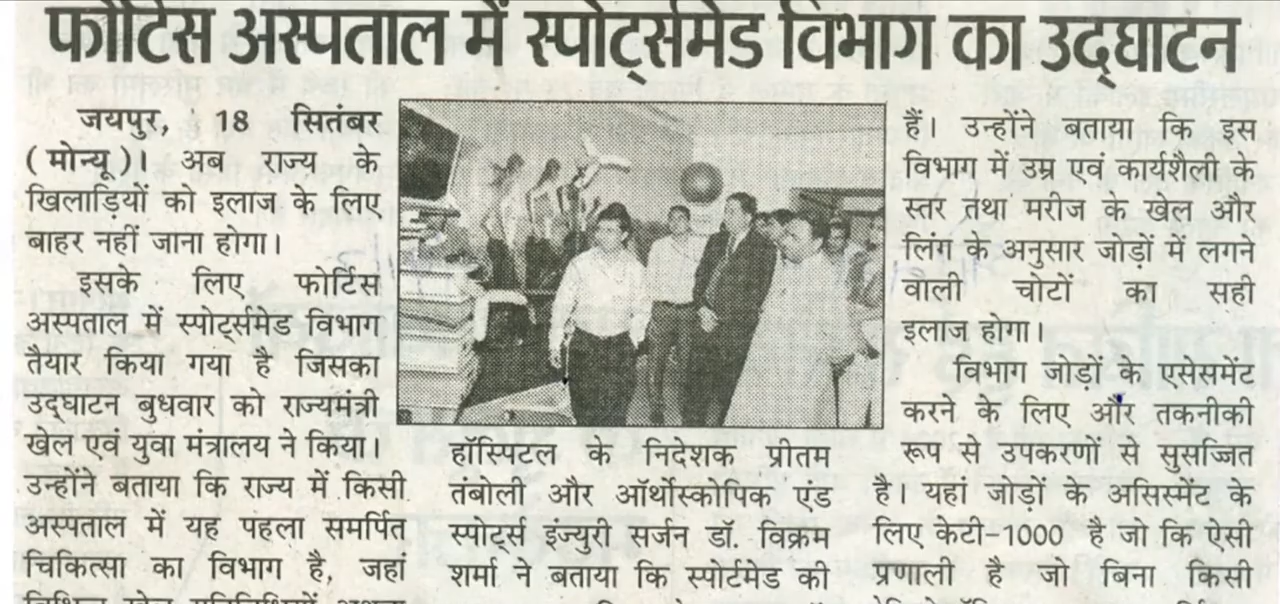 फोर्टिस अस्पताल में स्पोर्ट्समेड विभाग का उद्घाटन
जयपुर, 18 सितंबर
(मोन्यू)। अब राज्य के
खिलाड़ियों को इलाज के लिए
बाहर नहीं जाना होगा।
इसके लिए फोर्टिस
अस्पताल में स्पोर्ट्समेड विभाग
तैयार किया गया है जिसका
उद्घाटन बुधवार को राज्यमंत्री
खेल एवं युवा मंत्रालय ने किया।
उन्होंने बताया कि राज्य में किसी
अस्पताल में यह पहला समर्पित
चिकित्सा का विभाग है, जहां
हॉस्पिटल के निदेशक प्रीतम
तंबोली और ऑर्थोस्कोपिक एंड
स्पोर्ट्स इंज्युरी सर्जन डॉ. विक्रम
शर्मा ने बताया कि स्पोर्टमेड की
हैं। उन्होंने बताया कि इस
विभाग में उम्र एवं कार्यशैली के
स्तर तथा मरीज के खेल और
लिंग के अनुसार जोड़ों में लगने
वाली चोटों का सही
इलाज होगा।
विभाग जोड़ों के एसेसमेंट
करने के लिए और तकनीकी
रूप से उपकरणों से सुसज्जित
है। यहां जोड़ों के असिस्मेंट के
लिए केटी-1000 है जो कि ऐसी
प्रणाली है जो बिना किसी